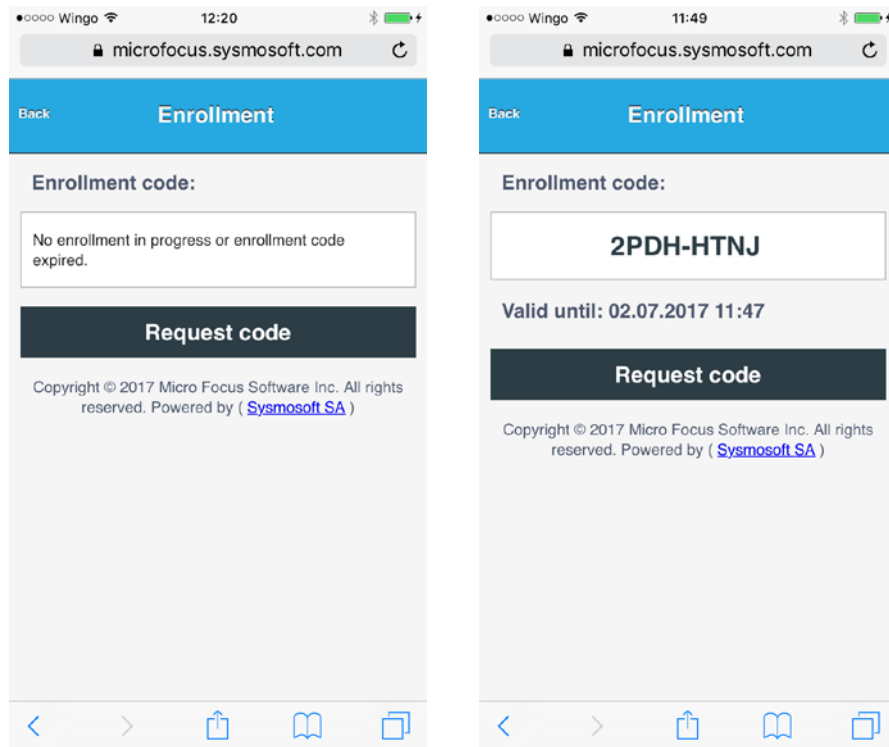 Wingo
12:20
microfocus.sysmosoft.com
Back
Enrollment
Enrollment code:
No enrollment in progress or enrollment code
expired.
Request code
Copyright © 2017 Micro Focus Software Inc. All rights
reserved. Powered by ( Sysmosoft SA )
Wingo
11:49
microfocus.sysmosoft.com
Back
Enrollment
Enrollment code:
2PDH-HTNJ
Valid until: 02.07.2017 11:47
Request code
Copyright © 2017 Micro Focus Software Inc. All rights
reserved. Powered by ( Sysmosoft SA )